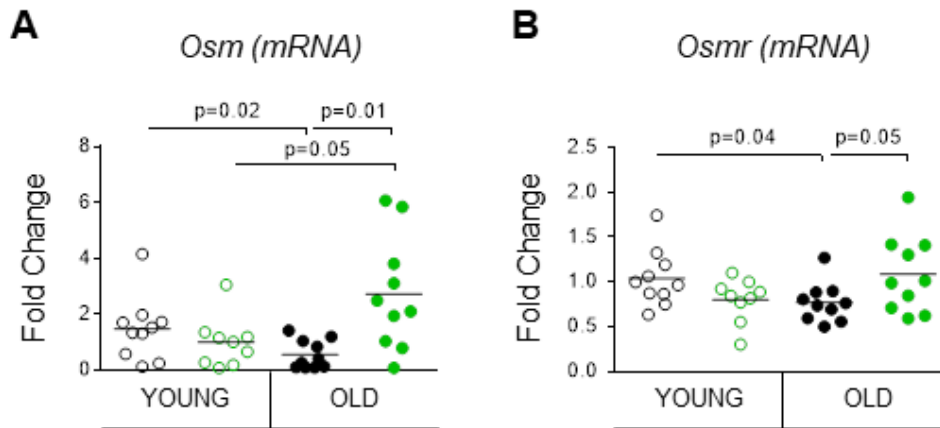 A
Osm (mRNA)
p=0.02
p=0.01
p=0.05
Fold Change
8
6
4
2
0
YOUNG
OLD
B
Osmr (mRNA)
p=0.04
p=0.05
Fold Change
2.5
2.0
1.5
1.0
0.5
0.0
YOUNG
OLD